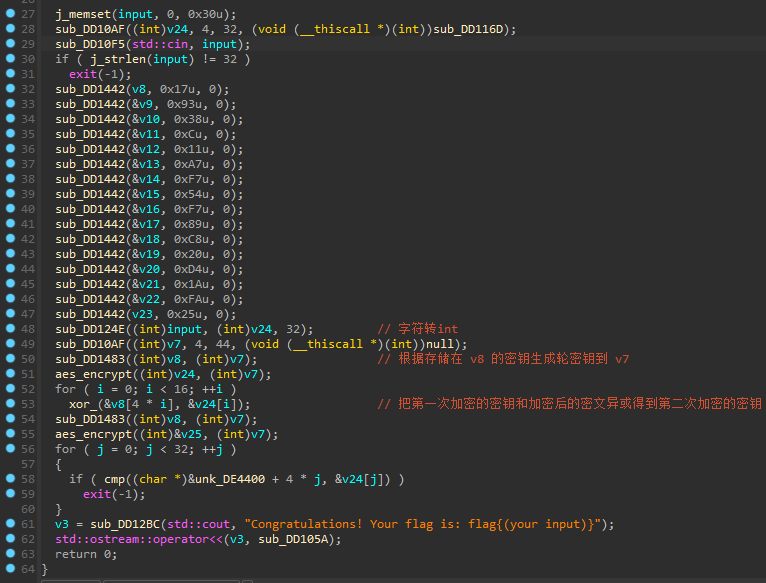 27 j_memset(input, 0, 0x30u);
28 sub_DD10AF((int)v24, 4, 32, (void (__thiscall *)(int))sub_DD116D);
29 sub_DD10F5(std::cin, input);
30 if ( j_strlen(input) != 32 )
31 exit(-1);
32 sub_DD1442(v8, 0x17u, 0);
33 sub_DD1442(&v9, 0x93u, 0);
34 sub_DD1442(&v10, 0x38u, 0);
35 sub_DD1442(&v11, 0xCu, 0);
36 sub_DD1442(&v12, 0x11u, 0);
37 sub_DD1442(&v13, 0xA7u, 0);
38 sub_DD1442(&v14, 0xF7u, 0);
39 sub_DD1442(&v15, 0x54u, 0);
40 sub_DD1442(&v16, 0xF7u, 0);
41 sub_DD1442(&v17, 0x89u, 0);
42 sub_DD1442(&v18, 0xC8u, 0);
43 sub_DD1442(&v19, 0x20u, 0);
44 sub_DD1442(&v20, 0xD4u, 0);
45 sub_DD1442(&v21, 0x1Au, 0);
46 sub_DD1442(&v22, 0xFAu, 0);
47 sub_DD1442(v23, 0x25u, 0);
48 sub_DD124E((int)input, (int)v24, 32); // 字符转int
49 sub_DD10AF((int)v7, 4, 44, (void (__thiscall *)(int))null);
50 sub_DD1483((int)v8, (int)v7); // 根据存储在 v8 的密钥生成轮密钥到 v7
51 aes_encrypt((int)v24, (int)v7);
52 for ( i = 0; i < 16; ++i )
53 xor_(&v8[4 * i], &v24[i]); // 把第一次加密的密钥和加密后的密文异或得到第二次加密的密钥
54 sub_DD1483((int)v8, (int)v7);
55 aes_encrypt((int)&v25, (int)v7);
56 for ( j = 0; j < 32; ++j )
57 {
58 if ( cmp((char *)&unk_DE4400 + 4 * j, &v24[j]) )
59 exit(-1);
60 }
61 v3 = sub_DD12BC(std::cout, "Congratulations! Your flag is: flag{(your input)}");
62 std::ostream::operator<<(v3, sub_DD105A);
63 return 0;
64 }